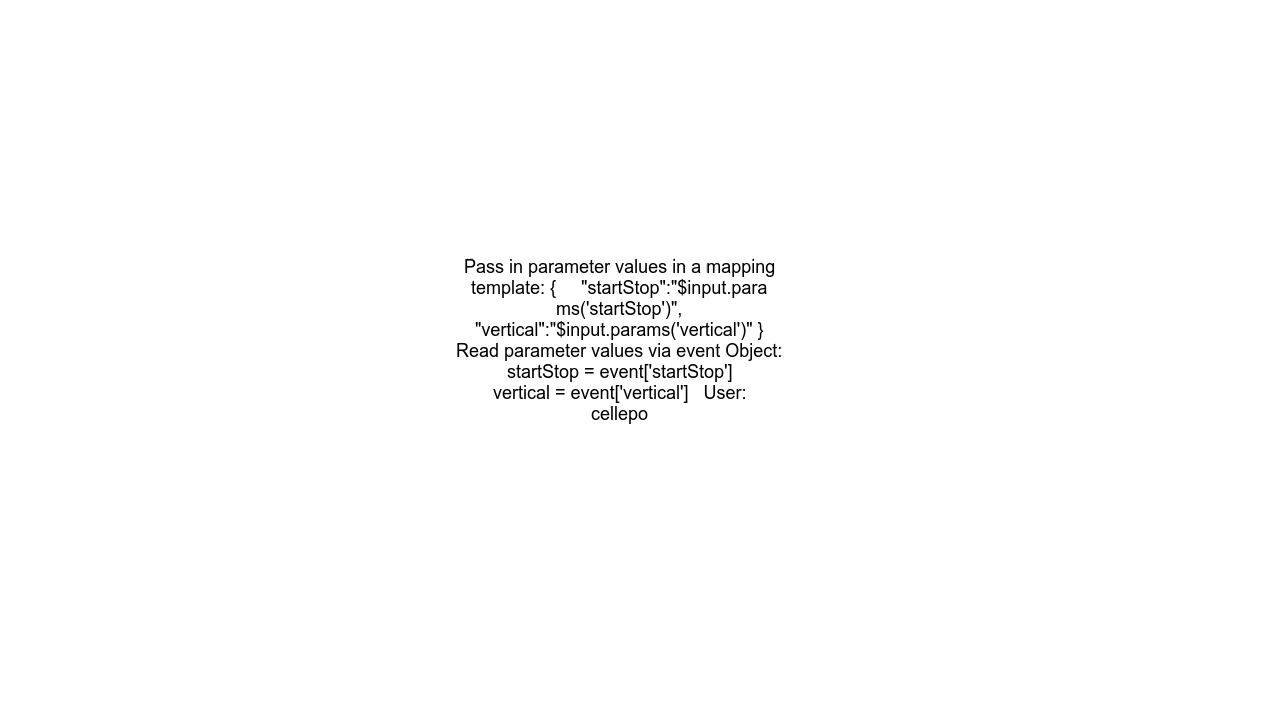 Pass in parameter values in a mapping
template: {     "startStop":"$input.para
ms('startStop')",
"vertical":"$input.params('vertical')" }
Read parameter values via event Object:
startStop = event['startStop']
vertical = event['vertical']   User:
cellepo